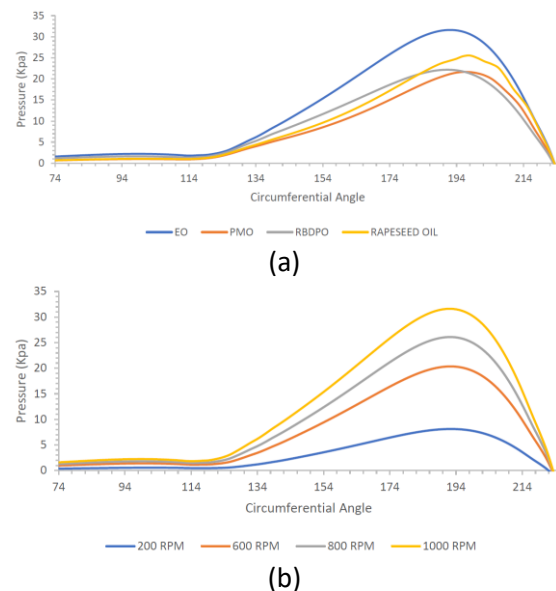 35
30
25
20
15
10
5
0
Pressure (Kpa)
74 94 114 134 154 174 194 214
Circumferential Angle
EO PMO RBDPO RAPESEED OIL
(a)
35
30
25
20
15
10
5
0
Pressure (Kpa)
74 94 114 134 154 174 194 214
Circumferential Angle
200 RPM 600 RPM 800 RPM 1000 RPM
(b)